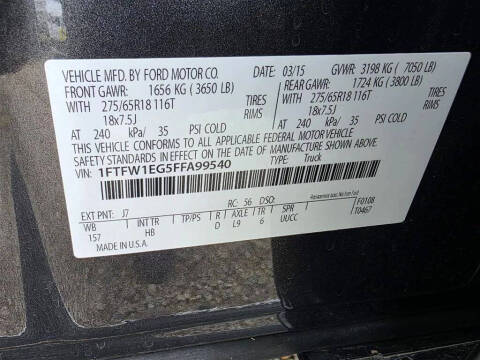 VEHICLE MFD. BY FORD MOTOR CO. DATE: 03/15 GVWR: 3198 KG ( 7050 LB)
FRONT GAWR: 1656 KG ( 3650 LB) REAR GAWR: 1724 KG ( 3800 LB)
WITH 275/65R18 116T TIRES WITH 275/65R18 116T TIRES
18x7.5J RIMS 18x7.5J RIMS
AT 240 kPa/ 35 PSI COLD AT 240 kPa/ 35 PSI COLD
THIS VEHICLE CONFORMS TO ALL APPLICABLE FEDERAL MOTOR VEHICLE
SAFETY STANDARDS IN EFFECT ON THE DATE OF MANUFACTURE SHOWN ABOVE.
VIN: 1FTFW1EG5FFA99540 TYPE: Truck
EXT PNT: J7 RC: 56 DSO:
WB INT TR TP/PS R AXLE TR SPR F0108
157 HB D L9 6 UUCC T0467
MADE IN U.S.A.